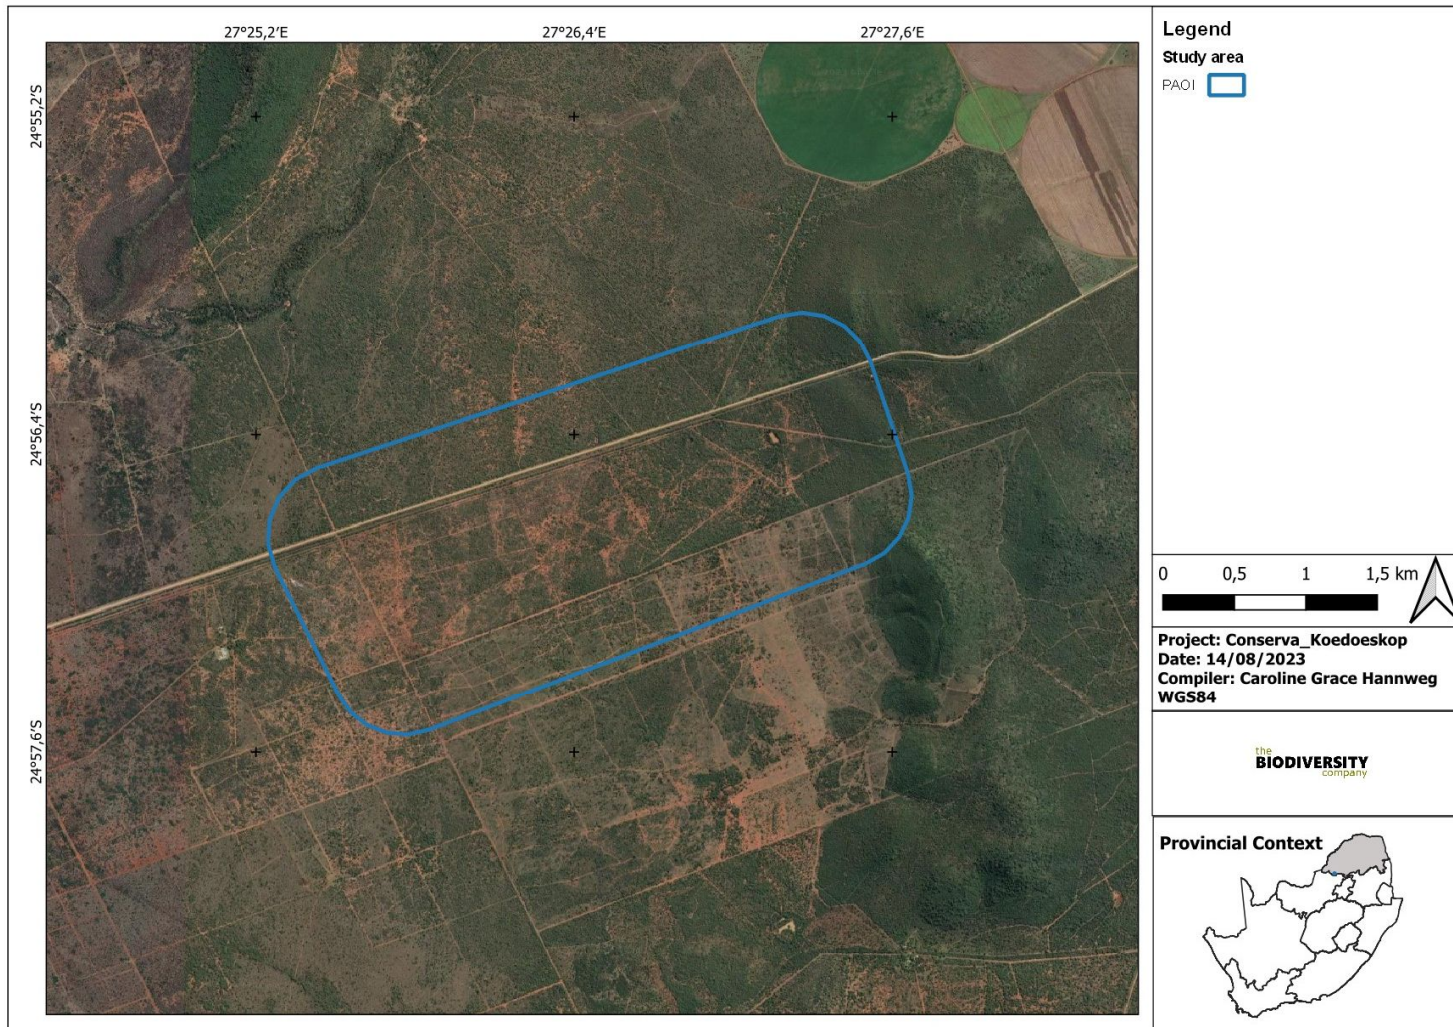 27°25,2′E 27°26,4′E 27°27,6′E
24°55,2′S
24°56,4′S
24°57,6′S
Legend
Study area
PAOI
0 0,5 1 1,5 km
Project: Conserva_Koedoeskop
Date: 14/08/2023
Compiler: Caroline Grace Hannweg
WGS84
the
BIODIVERSITY
company
Provincial Context